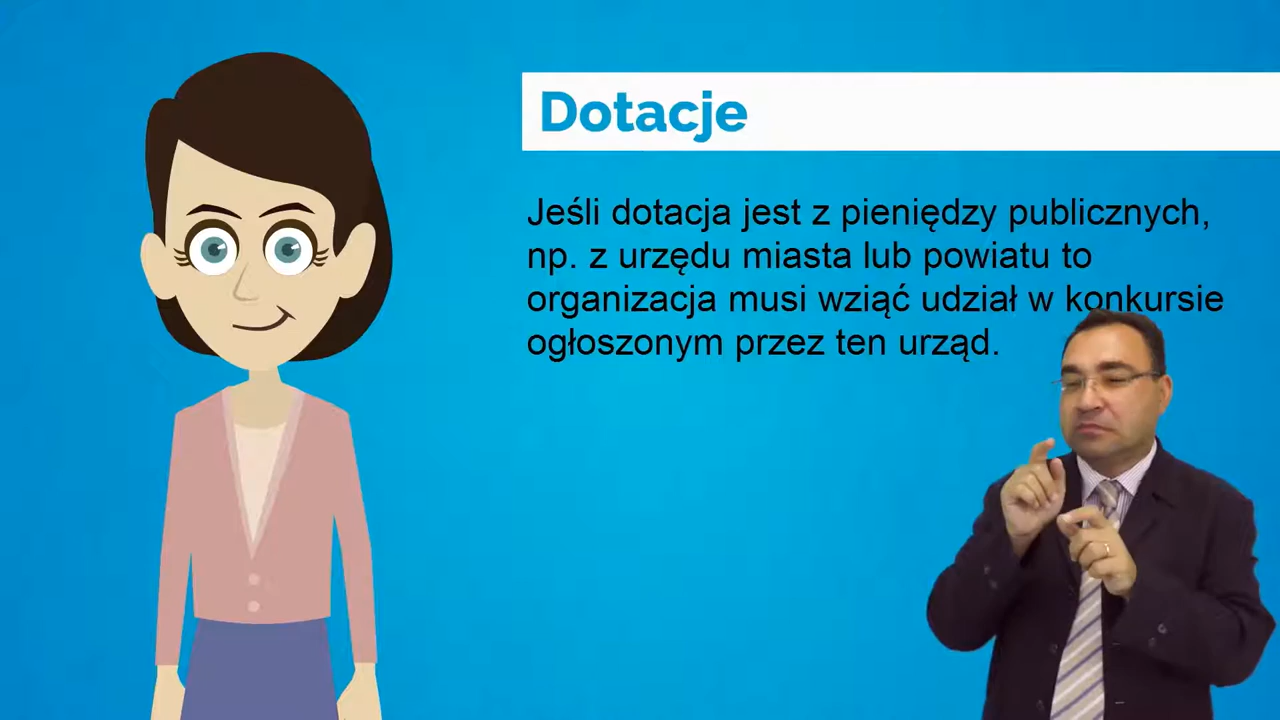 Dotacje
Jeśli dotacja jest z pieniędzy publicznych,
np. z urzędu miasta lub powiatu to
organizacja musi wziąć udział w konkursie
ogłoszonym przez ten urząd.